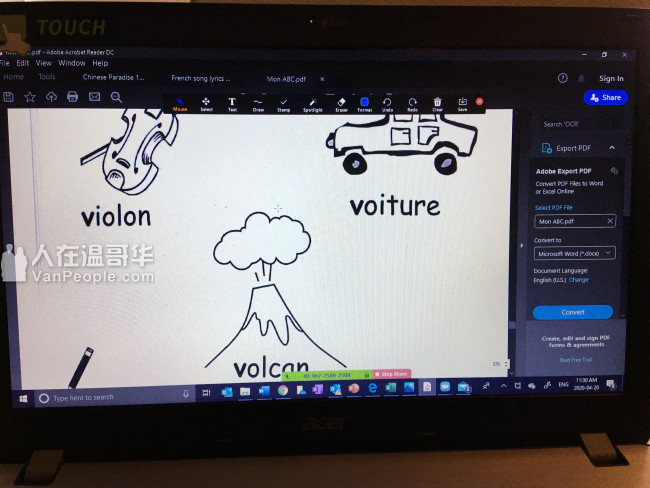 TOUCH
.pdf - Adobe Acrobat Reader DC
File Edit View Window Help
Home Tools Chinese Paradise 1... French song lyrics ... Mon ABC.pdf ×
Sign In
Mouse Select Text Draw Stamp Spotlight Eraser Format Undo Redo Clear Save
Share
Search 'OCR'
Export PDF
Adobe Export PDF
Convert PDF Files to Word
or Excel Online
Select PDF File
Mon ABC.pdf
Convert to
Microsoft Word (*.docx)
Document Language:
English (U.S.) Change
Convert
Create, edit and sign PDF
forms & agreements
Start Free Trial
violon
voiture
volcan
人在温哥华
VanPeople.com
EN
Stop Share
Type here to search
ENG
11:30 AM
2020-04-20
acer